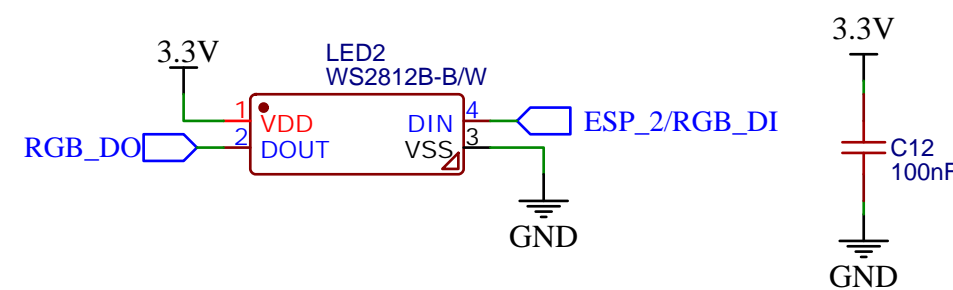 3.3V
LED2
WS2812B-B/W
1
VDD
DIN
4
ESP_2/RGB_DI
RGB_DO
2
DOUT
VSS
3
GND
3.3V
C12
100nF
GND